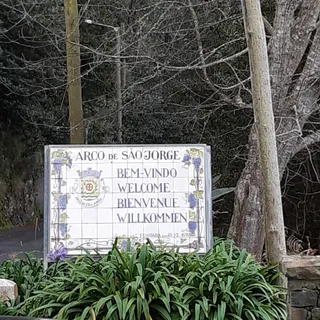 ARCO DE SÃO JORGE
BEM-VINDO
WELCOME
BIENVENUE
WILLKOMMEN